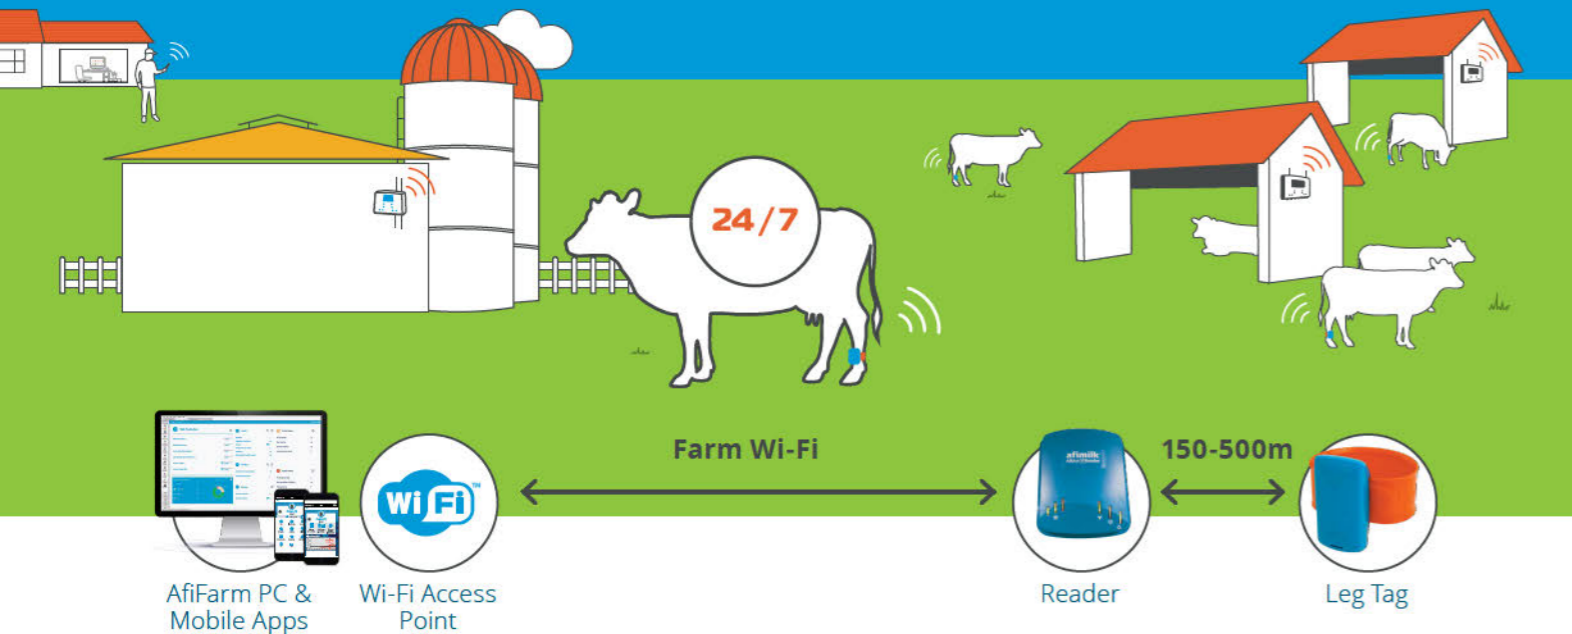 24/7
Farm Wi-Fi
150-500m
afimilk
Wi Fi™
AfiFarm PC &
Mobile Apps
Wi-Fi Access
Point
Reader
Leg Tag